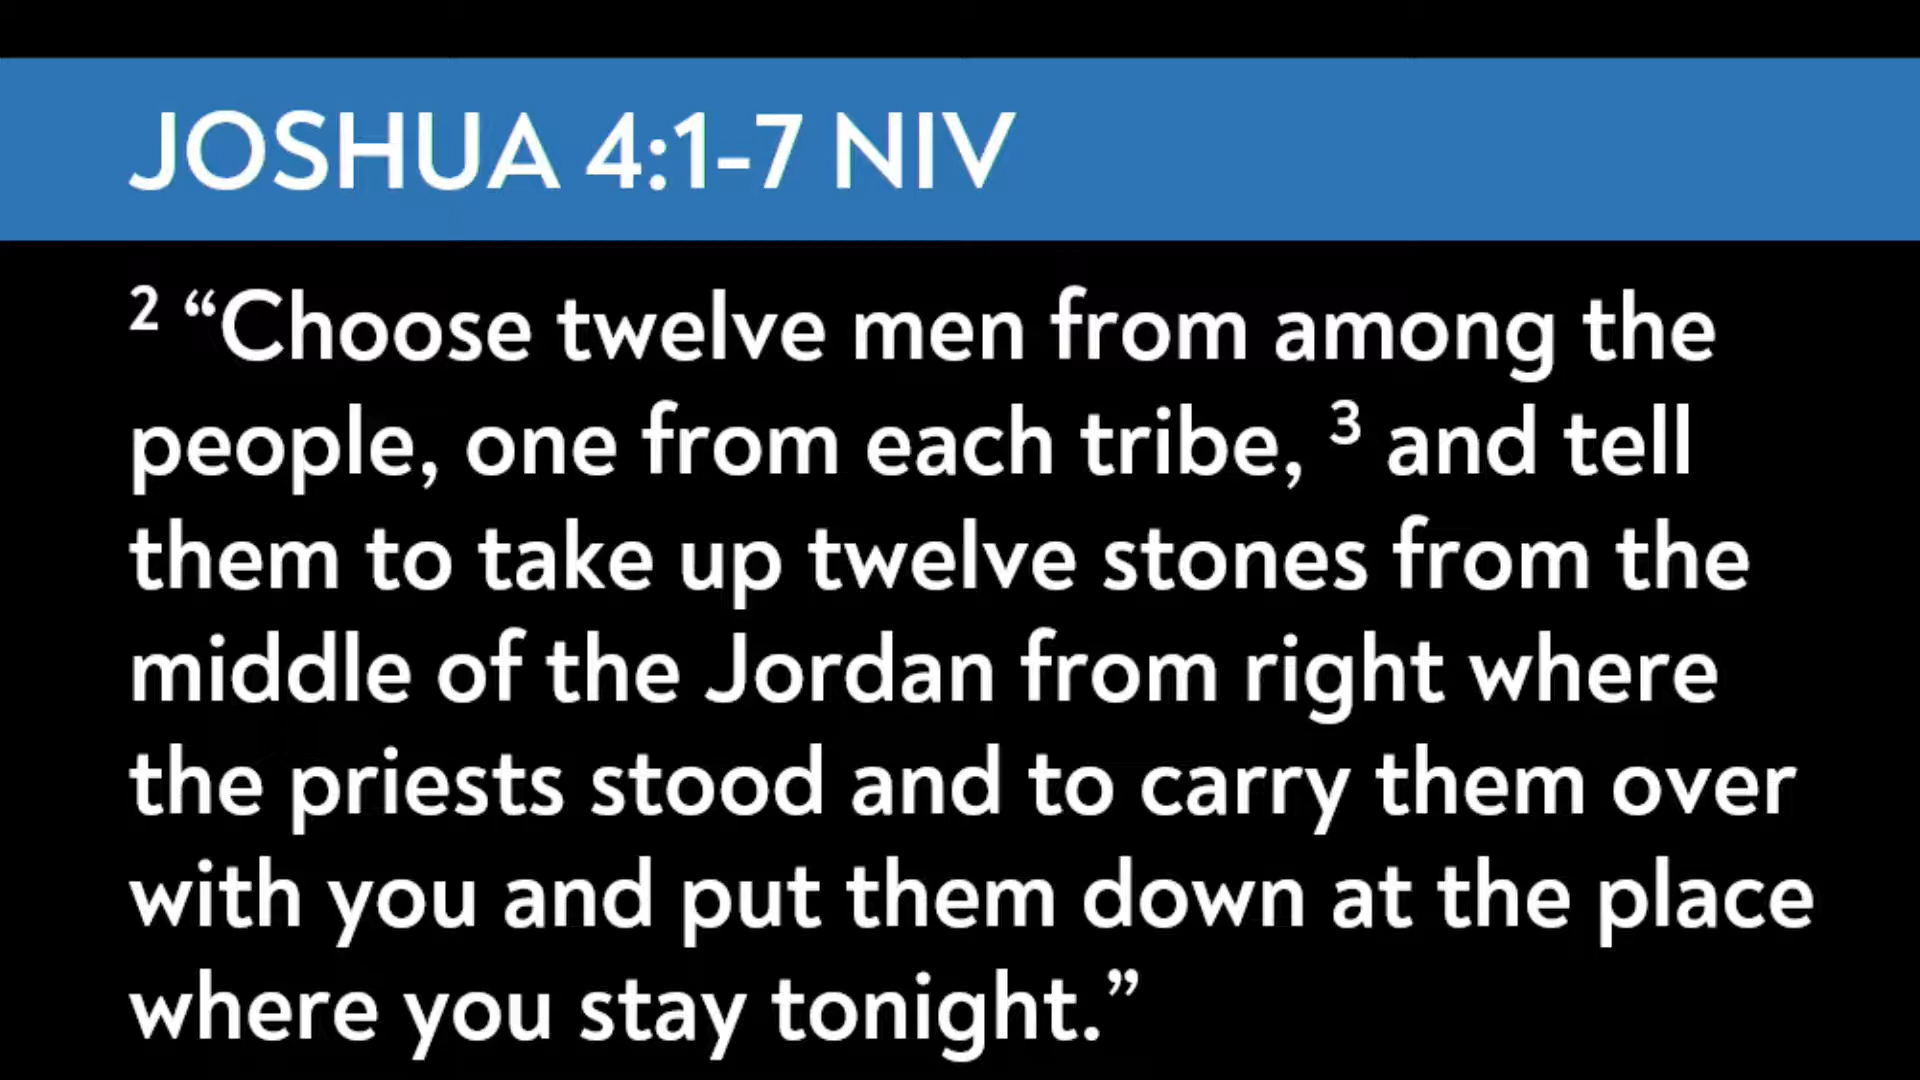 JOSHUA 4:1-7 NIV
2 “Choose twelve men from among the
people, one from each tribe, 3 and tell
them to take up twelve stones from the
middle of the Jordan from right where
the priests stood and to carry them over
with you and put them down at the place
where you stay tonight.”